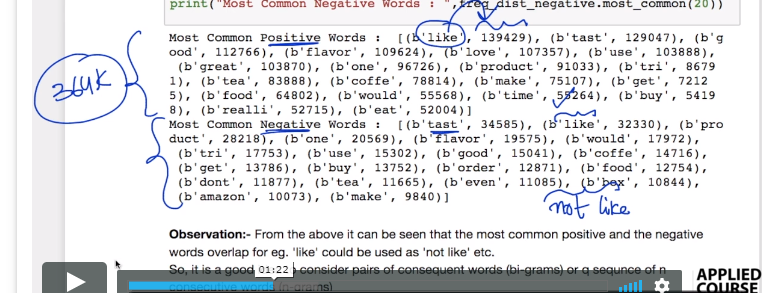 print("Most Common Negative Words : ",freq_dist_negative.most_common(20))
Most Common Positive Words :  [(b'like', 139429), (b'tast', 129047), (b'g
ood', 112766), (b'flavor', 109624), (b'love', 107357), (b'use', 103888),
(b'great', 103870), (b'one', 96726), (b'product', 91033), (b'tri', 8679
1), (b'tea', 83888), (b'coffe', 78814), (b'make', 75107), (b'get', 7212
5), (b'food', 64802), (b'would', 55568), (b'time', 55264), (b'buy', 5419
8), (b'realli', 52715), (b'eat', 52004)]
364K
Most Common Negative Words :  [(b'tast', 34585), (b'like', 32330), (b'pro
duct', 28218), (b'one', 20569), (b'flavor', 19575), (b'would', 17972),
(b'tri', 17753), (b'use', 15302), (b'good', 15041), (b'coffe', 14716),
(b'get', 13786), (b'buy', 13752), (b'order', 12871), (b'food', 12754),
(b'dont', 11877), (b'tea', 11665), (b'even', 11085), (b'box', 10844),
(b'amazon', 10073), (b'make', 9840)]
not like
Observation:- From the above it can be seen that the most common positive and the negative
words overlap for eg. 'like' could be used as 'not like' etc.
So, it is a good consider pairs of consequent words (bi-grams) or q sequnce of n
01:22
consecutive words (n-grams)
APPLIED
COURSE